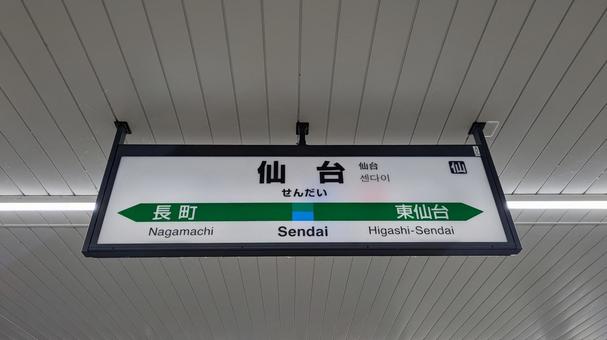 仙台 仙台 仙
せんだい 센다이
長町 東仙台
Nagamachi Sendai Higashi-Sendai